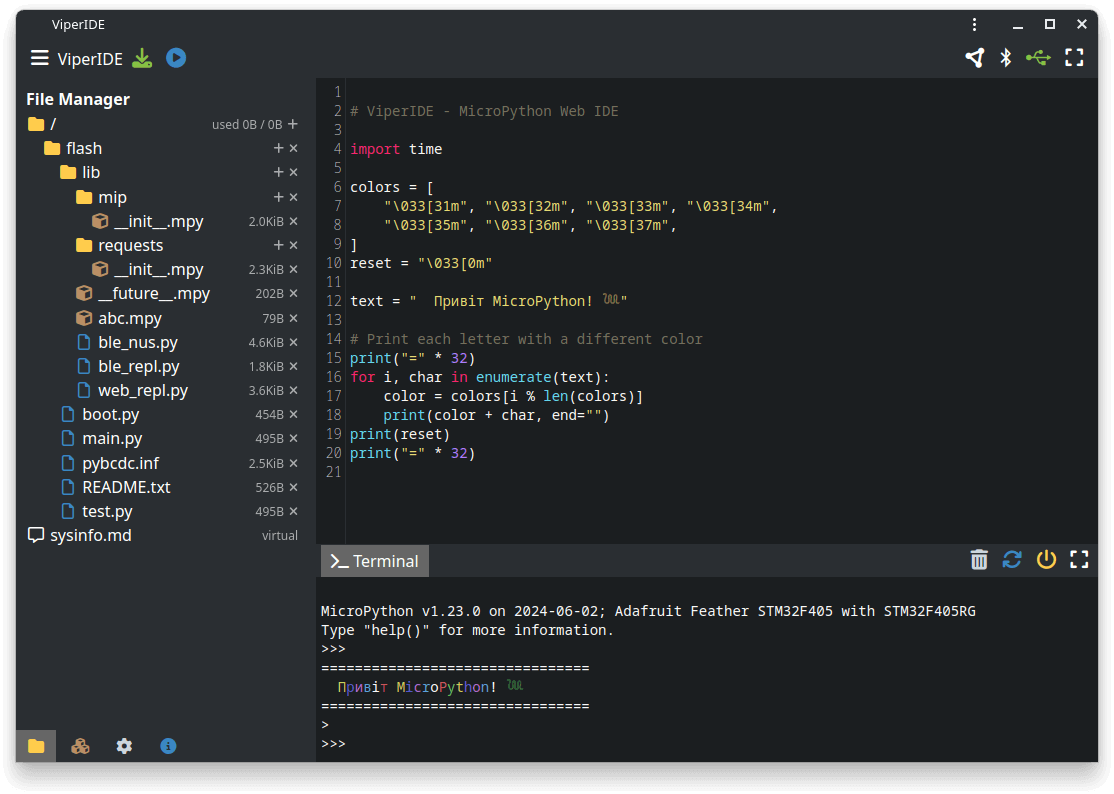 ViperIDE
ViperIDE
File Manager
/ used 0B / 0B
flash
lib
mip
__init__.mpy 2.0KiB
requests
__init__.mpy 2.3KiB
__future__.mpy 202B
abc.mpy 79B
ble_nus.py 4.6KiB
ble_repl.py 1.8KiB
web_repl.py 3.6KiB
boot.py 454B
main.py 495B
pybcdc.inf 2.5KiB
README.txt 526B
test.py 495B
sysinfo.md virtual
1
2 # ViperIDE - MicroPython Web IDE
3
4 import time
5
6 colors = [
7     "\033[31m", "\033[32m", "\033[33m", "\033[34m",
8     "\033[35m", "\033[36m", "\033[37m",
9 ]
10 reset = "\033[0m"
11
12 text = "  Привіт MicroPython! 𓆙"
13
14 # Print each letter with a different color
15 print("=" * 32)
16 for i, char in enumerate(text):
17     color = colors[i % len(colors)]
18     print(color + char, end="")
19 print(reset)
20 print("=" * 32)
21
Terminal
MicroPython v1.23.0 on 2024-06-02; Adafruit Feather STM32F405 with STM32F405RG
Type "help()" for more information.
>>>
================================
  Привіт MicroPython! 𓆙
================================
>
>>>